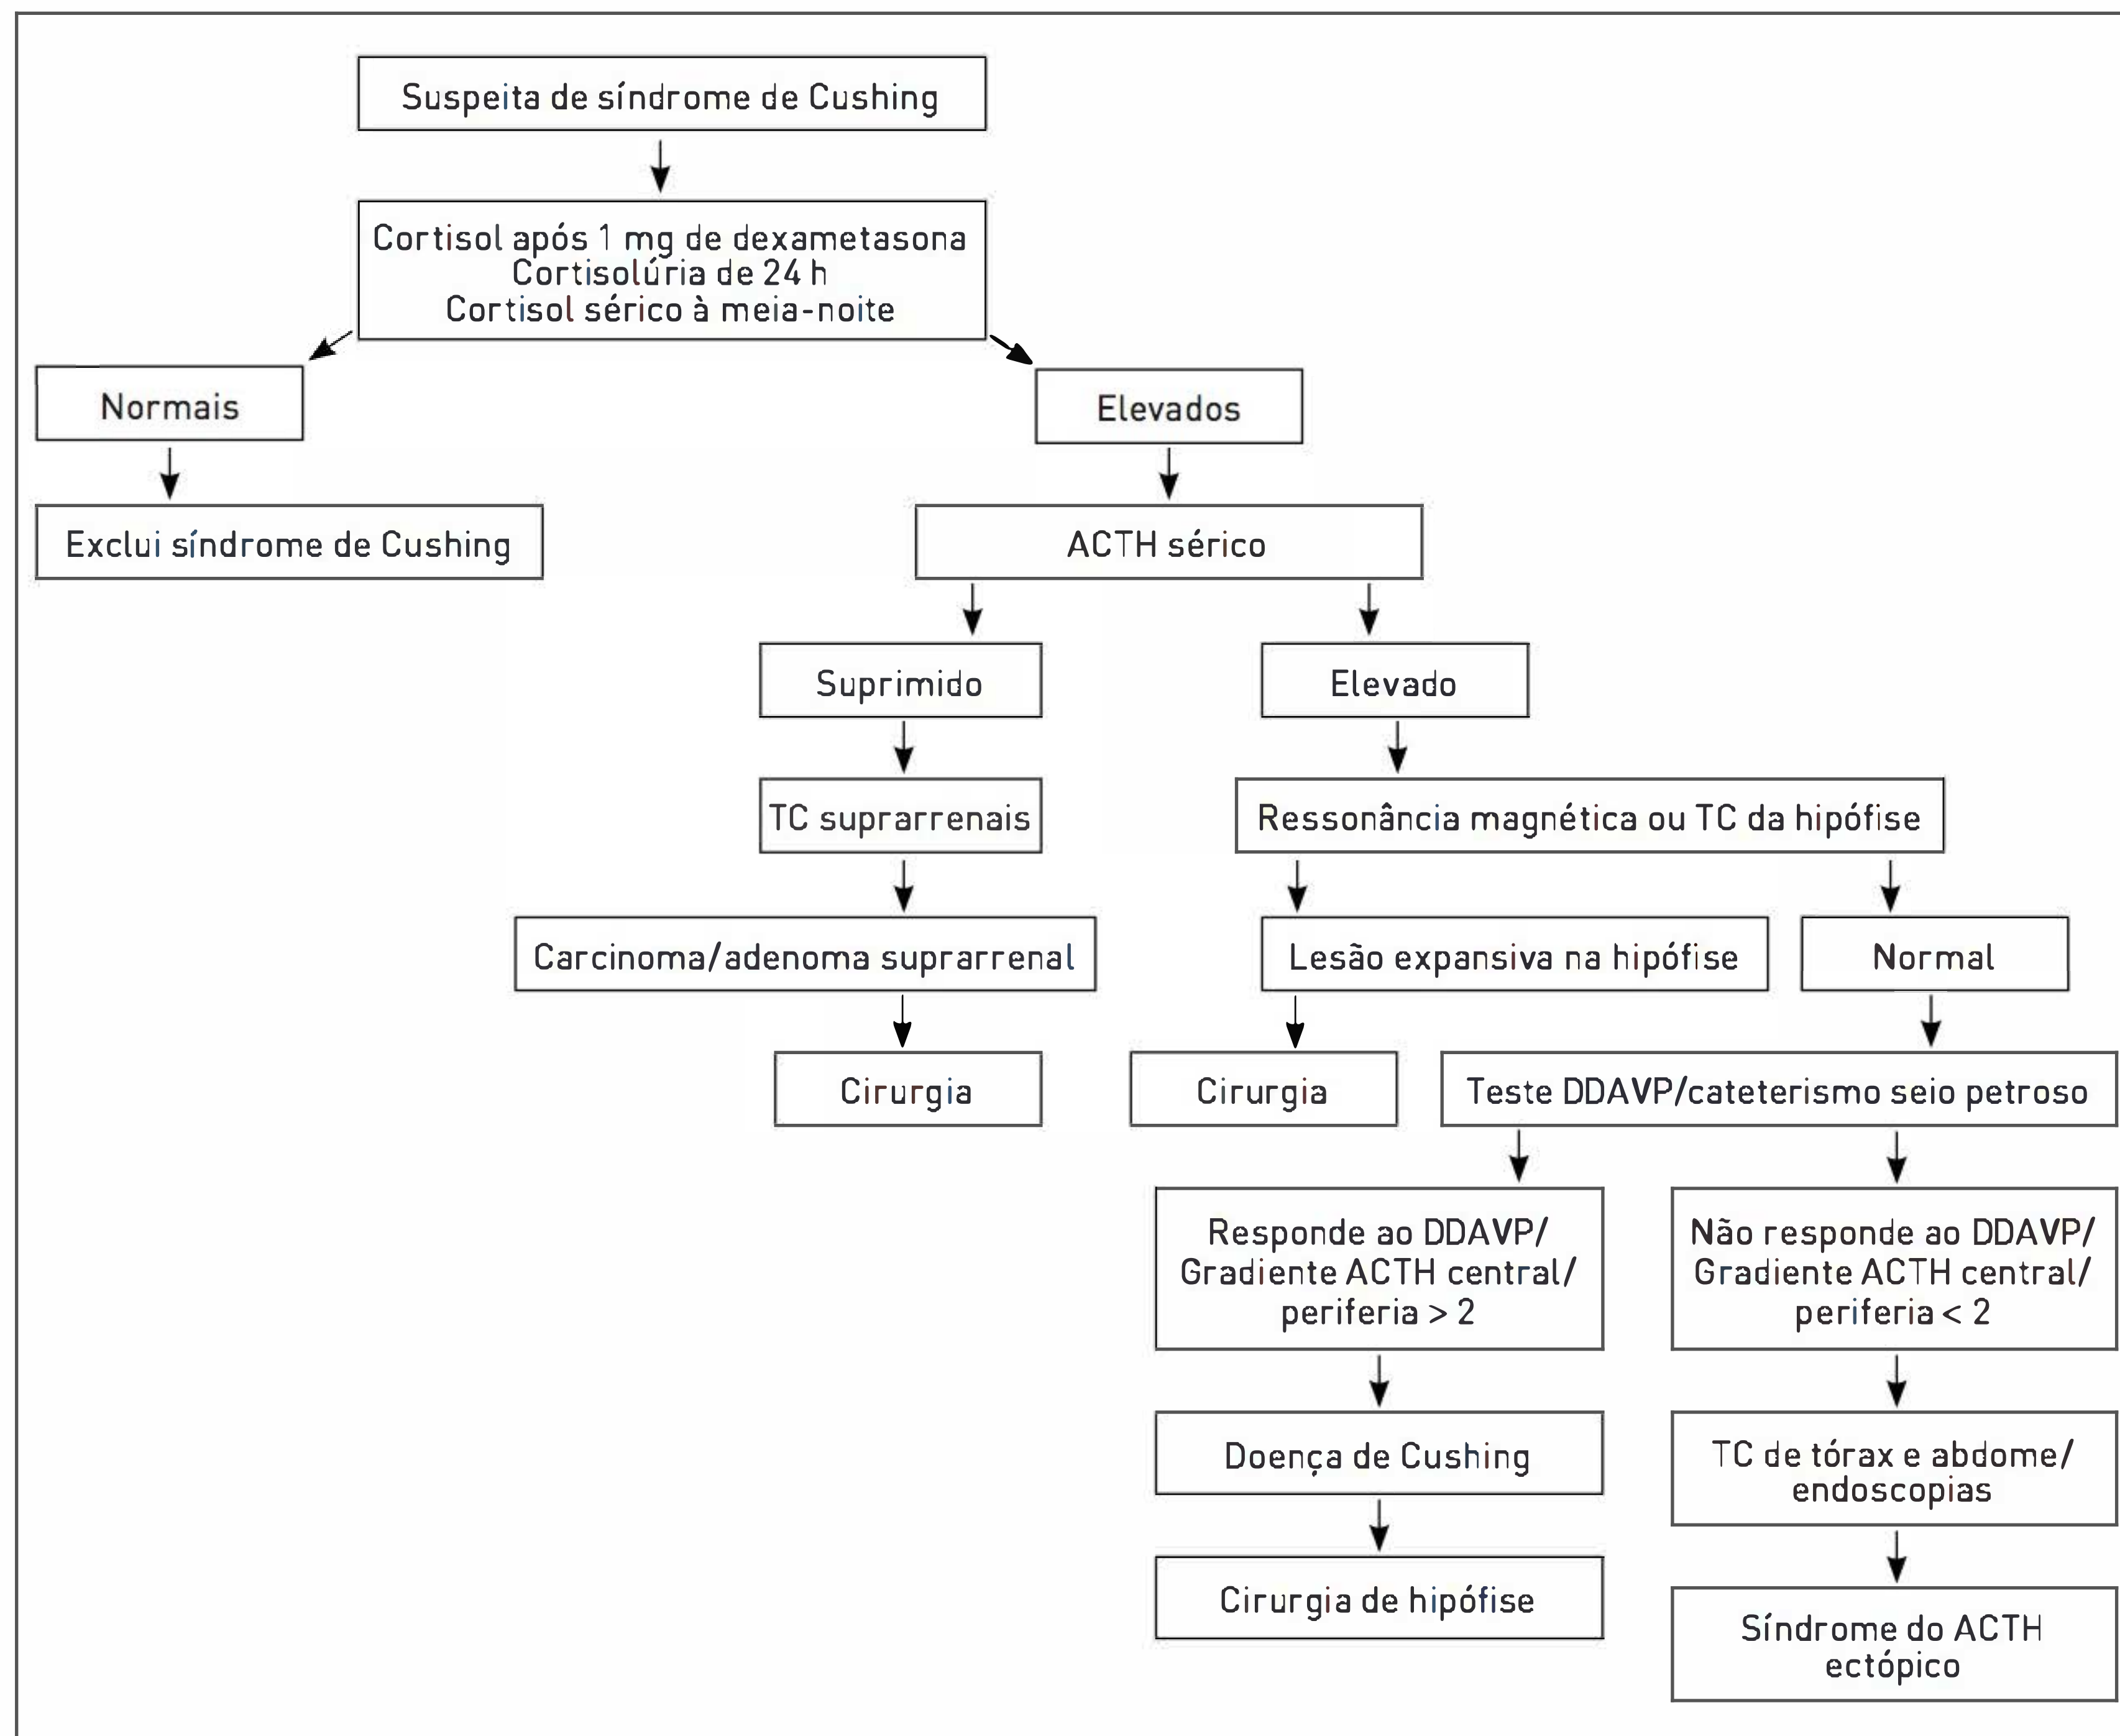 Suspeita de síndrome de Cushing
Cortisol após 1 mg de dexametasona
Cortisolúria de 24 h
Cortisol sérico à meia-noite
Normais
Elevados
Exclui síndrome de Cushing
ACTH sérico
Suprimido
Elevado
TC suprarrenais
Ressonância magnética ou TC da hipófise
Carcinoma/adenoma suprarrenal
Lesão expansiva na hipófise
Normal
Cirurgia
Cirurgia
Teste DDAVP/cateterismo seio petroso
Responde ao DDAVP/
Gradiente ACTH central/
periferia > 2
Não responde ao DDAVP/
Gradiente ACTH central/
periferia < 2
Doença de Cushing
TC de tórax e abdome/
endoscopias
Cirurgia de hipófise
Síndrome do ACTH
ectópico